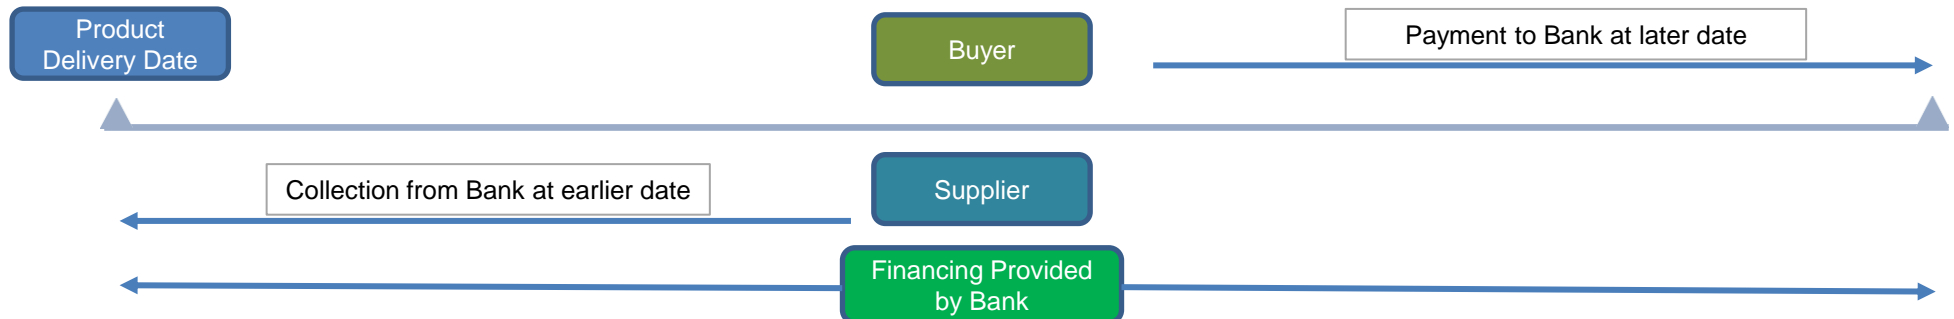 Product
Delivery Date
Buyer
Payment to Bank at later date
Collection from Bank at earlier date
Supplier
Financing Provided
by Bank